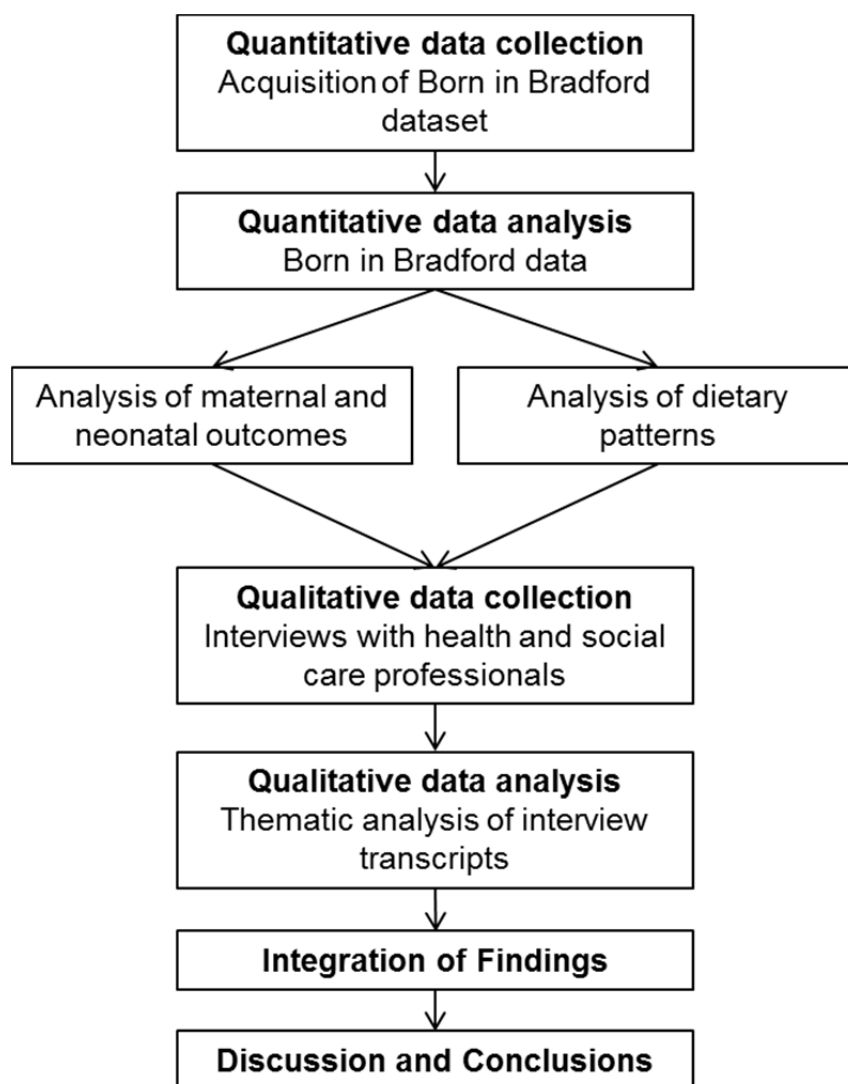 Quantitative data collection
Acquisition of Born in Bradford
dataset
Quantitative data analysis
Born in Bradford data
Analysis of maternal and
neonatal outcomes
Analysis of dietary
patterns
Qualitative data collection
Interviews with health and social
care professionals
Qualitative data analysis
Thematic analysis of interview
transcripts
Integration of Findings
Discussion and Conclusions